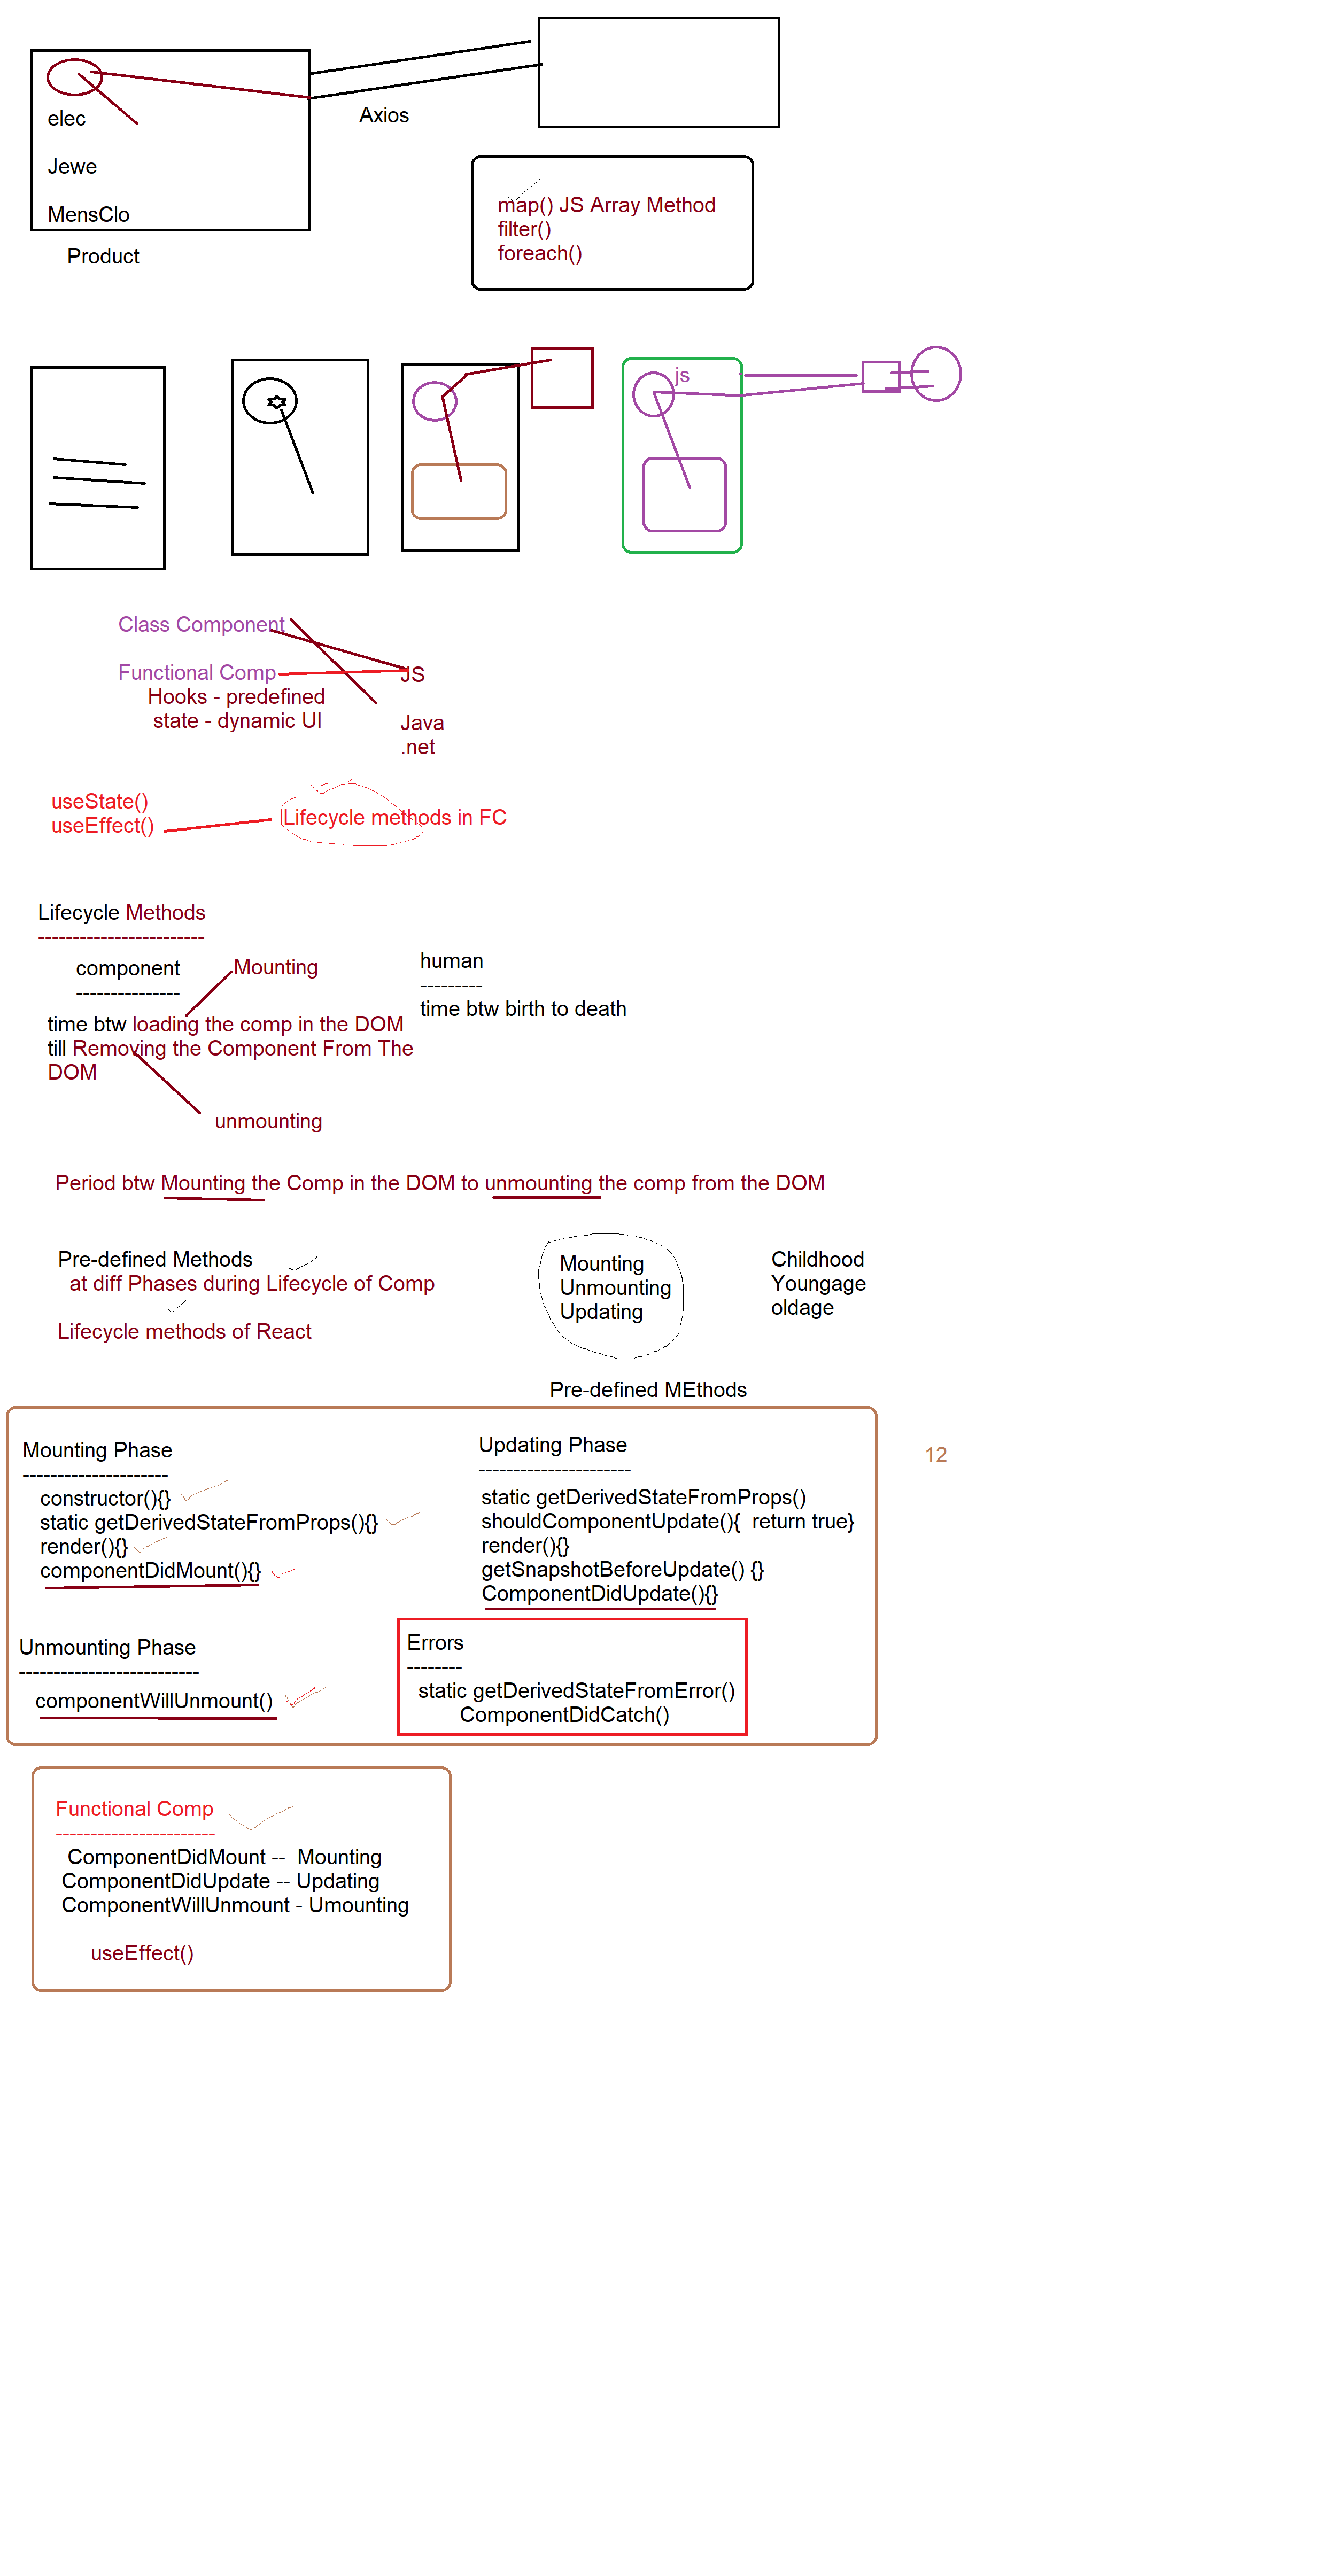 elec
Jewe
MensClo
Product
Axios
map() JS Array Method
filter()
foreach()
js
Class Component
Functional Comp
Hooks - predefined
state - dynamic UI
JS
Java
.net
useState()
useEffect()
Lifecycle methods in FC
Lifecycle Methods
------------------------
component
---------------
Mounting
time btw loading the comp in the DOM
till Removing the Component From The
DOM
unmounting
human
---------
time btw birth to death
Period btw Mounting the Comp in the DOM to unmounting the comp from the DOM
Pre-defined Methods
at diff Phases during Lifecycle of Comp
Lifecycle methods of React
Mounting
Unmounting
Updating
Childhood
Youngage
oldage
Pre-defined MEthods
Mounting Phase
---------------------
constructor(){}
static getDerivedStateFromProps(){}
render(){}
componentDidMount(){}
Updating Phase
----------------------
static getDerivedStateFromProps()
shouldComponentUpdate(){  return true}
render(){}
getSnapshotBeforeUpdate() {}
ComponentDidUpdate(){}
12
Unmounting Phase
--------------------------
componentWillUnmount()
Errors
--------
static getDerivedStateFromError()
ComponentDidCatch()
Functional Comp
-----------------------
ComponentDidMount --  Mounting
ComponentDidUpdate -- Updating
ComponentWillUnmount - Umounting
useEffect()